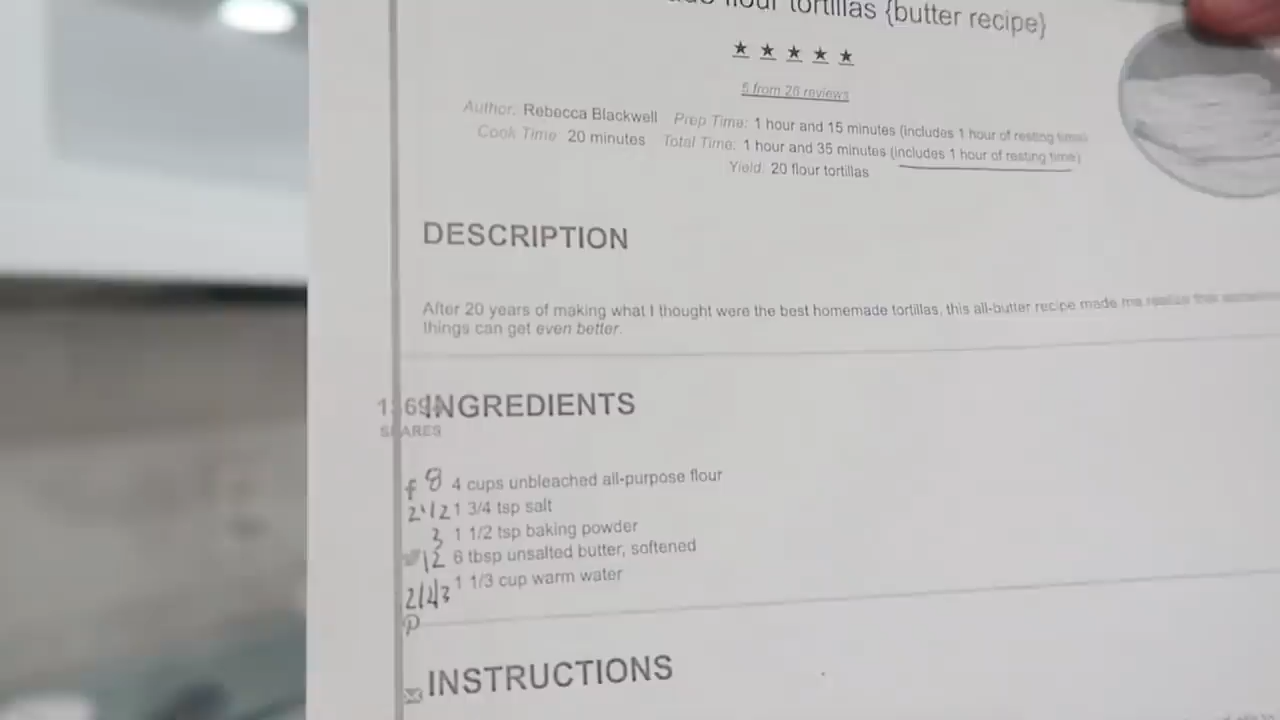 flour tortillas {butter recipe}
★ ★ ★ ★ ★
5 from 26 reviews
Author: Rebecca Blackwell Prep Time: 1 hour and 15 minutes (includes 1 hour of resting time)
Cook Time 20 minutes Total Time: 1 hour and 35 minutes (includes 1 hour of resting time)
Yield: 20 flour tortillas
DESCRIPTION
After 20 years of making what I thought were the best homemade tortillas, this all-butter recipe made me realize that
things can get even better.
INGREDIENTS
SHARES
f 8 4 cups unbleached all-purpose flour
2 1/2 1 3/4 tsp salt
3 1 1/2 tsp baking powder
12 6 tbsp unsalted butter, softened
1 1/3 cup warm water
P
INSTRUCTIONS